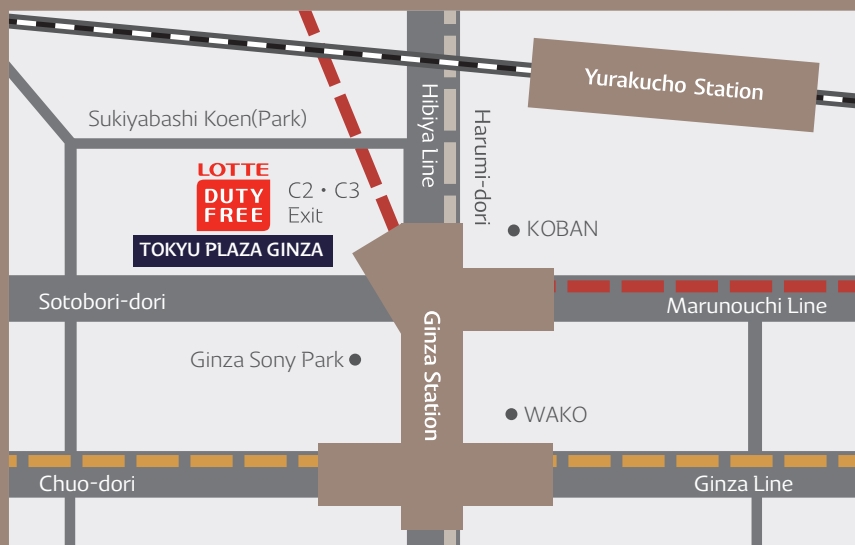 Yurakucho Station
Hibiya Line
Harumi-dori
Sukiyabashi Koen(Park)
LOTTE
DUTY
FREE
C2・C3
Exit
TOKYU PLAZA GINZA
KOBAN
Sotobori-dori
Marunouchi Line
Ginza Station
Ginza Sony Park
WAKO
Chuo-dori
Ginza Line